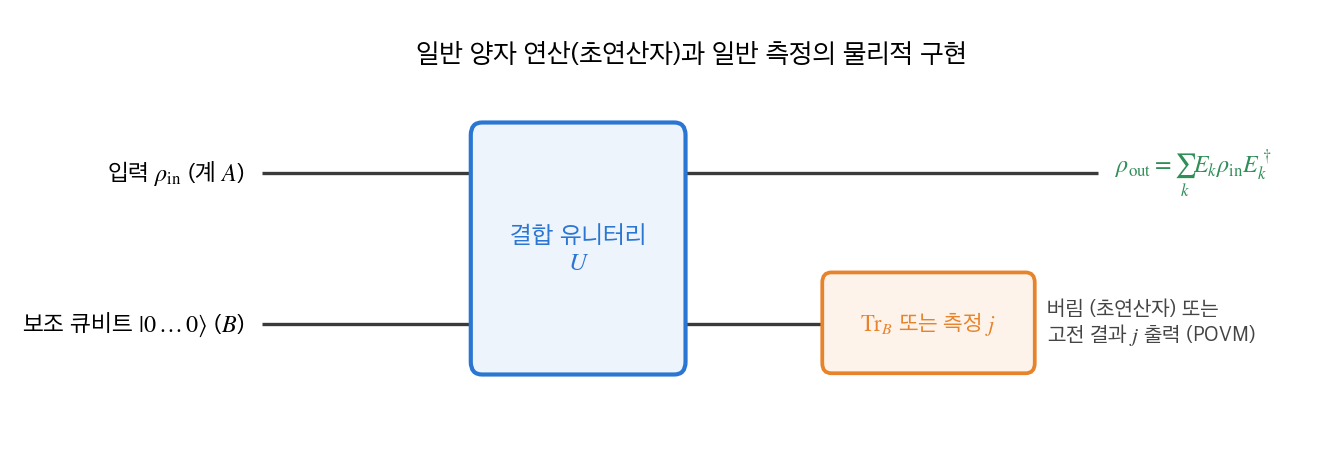 일반 양자 연산(초연산자)과 일반 측정의 물리적 구현
입력 ρ_in (계 A)
ρ_out = ∑_k E_k ρ_in E_k^†
결합 유니터리
U
보조 큐비트 |0…0⟩ (B)
Tr_B 또는 측정 j
버림 (초연산자) 또는
고전 결과 j 출력 (POVM)